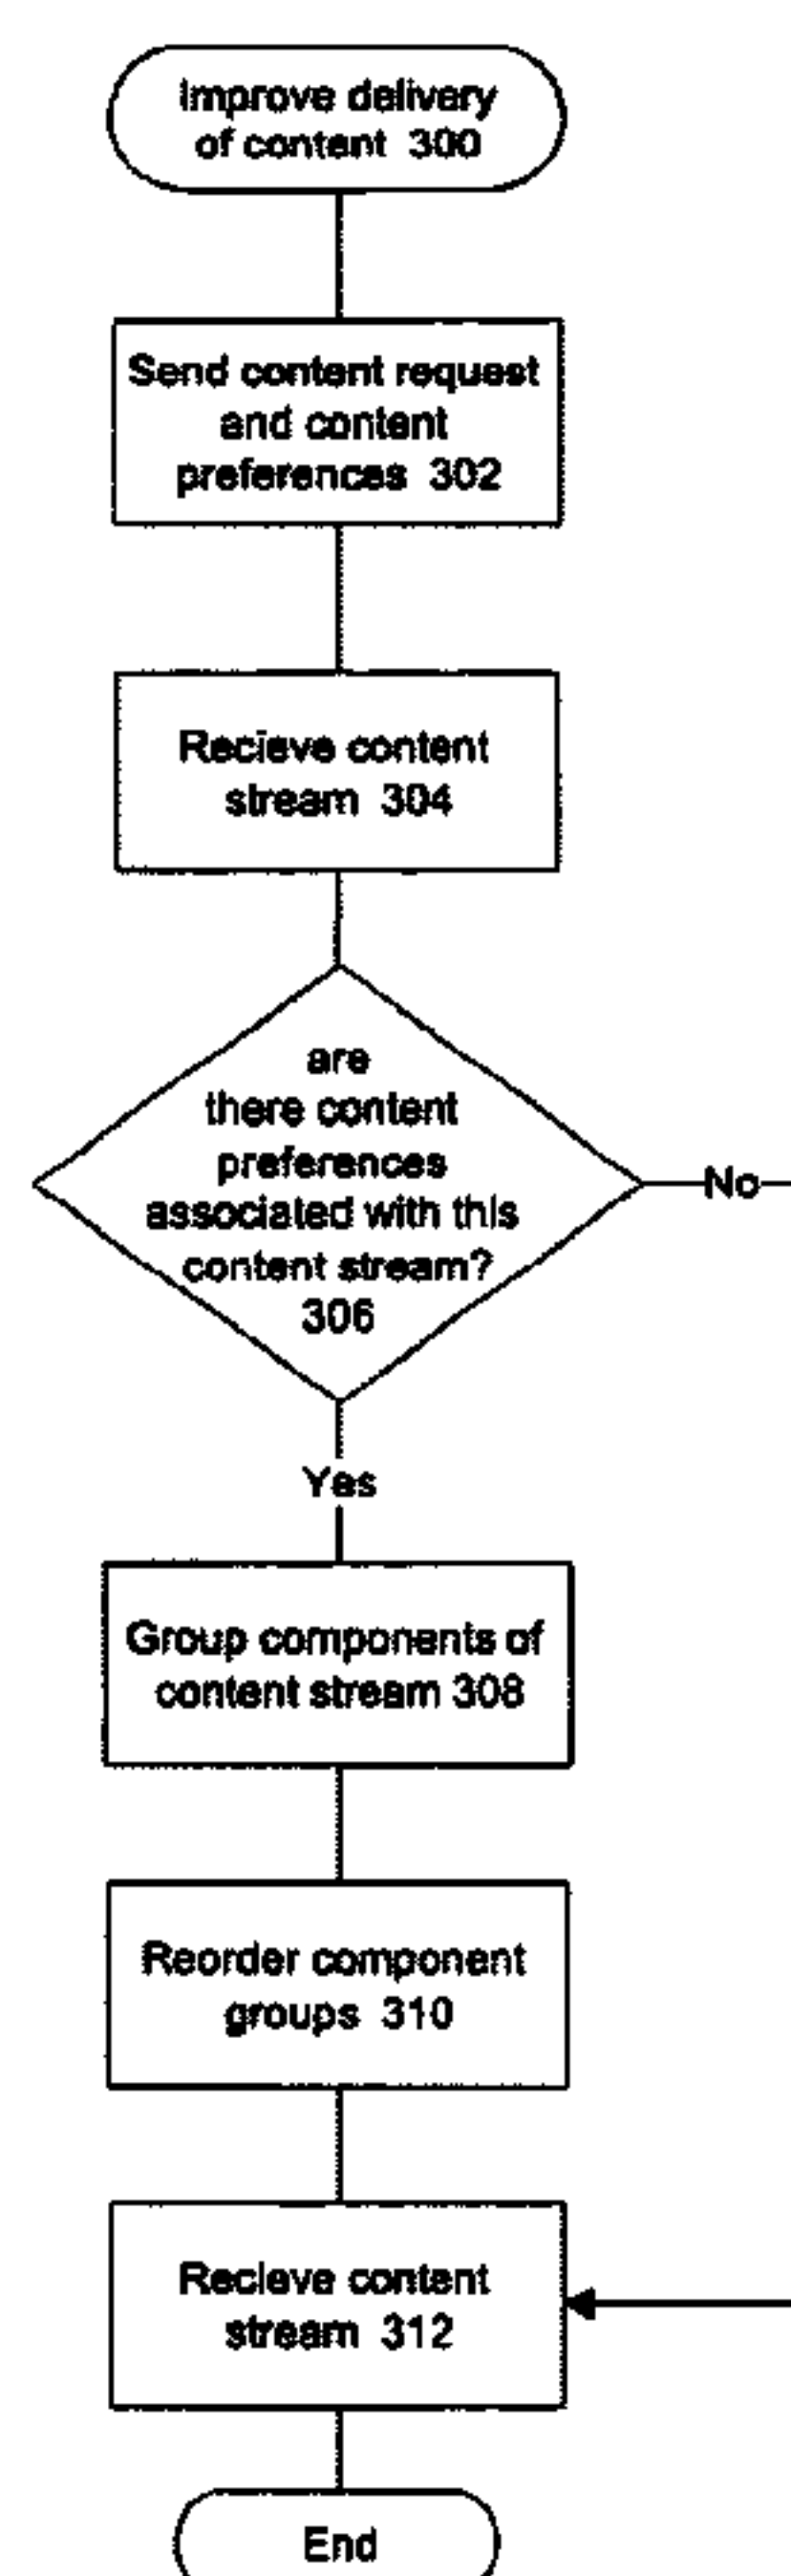 Improve delivery
of content 300
Send content request
and content
preferences 302
Recieve content
stream 304
are
there content
preferences
associated with this
content stream?
306
No
Yes
Group components of
content stream 308
Reorder component
groups 310
Recieve content
stream 312
End